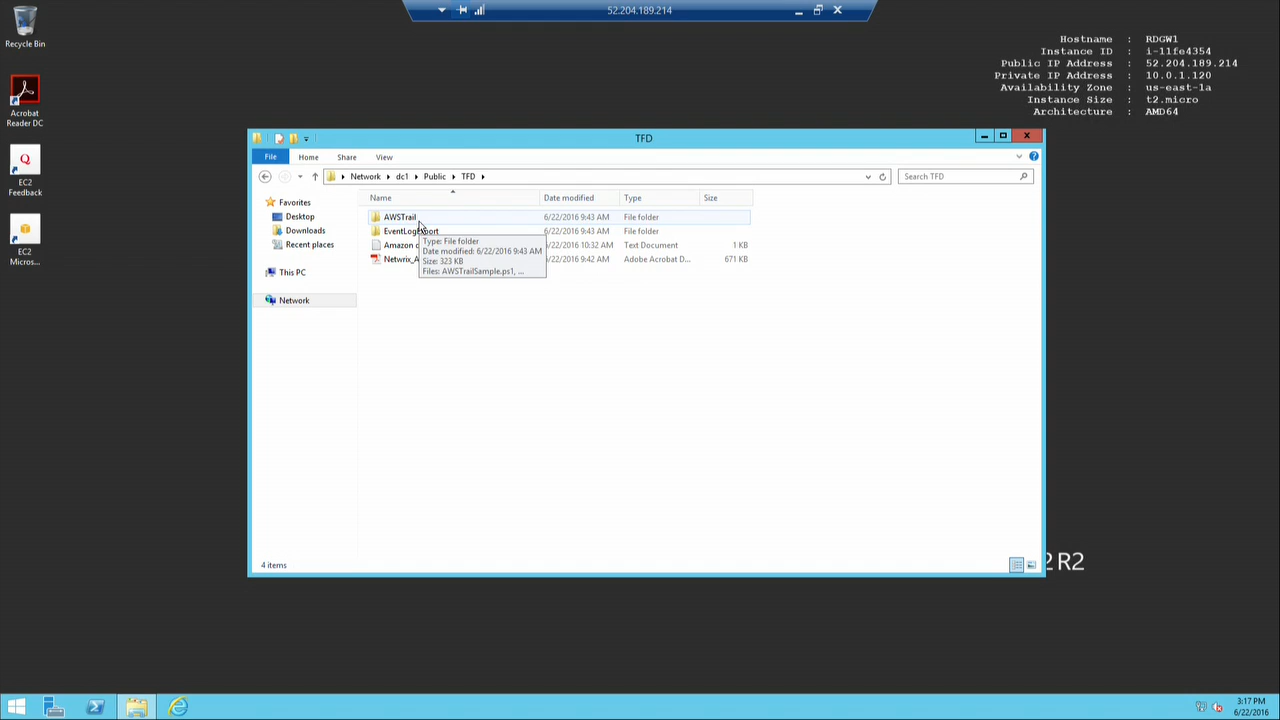 52.204.189.214
Recycle Bin
Acrobat
Reader DC
EC2
Feedback
EC2
Micros...
Hostname : RDGW1
Instance ID : i-11fe4354
Public IP Address : 52.204.189.214
Private IP Address : 10.0.1.120
Availability Zone : us-east-1a
Instance Size : t2.micro
Architecture : AMD64
TFD
File Home Share View
Network dc1 Public TFD
Search TFD
Name Date modified Type Size
Favorites
Desktop
Downloads
Recent places
This PC
Network
AWSTrail 6/22/2016 9:43 AM File folder
EventLogExport 6/22/2016 9:43 AM File folder
Amazon 6/22/2016 10:32 AM Text Document 1 KB
Netwrix_A 6/22/2016 9:42 AM Adobe Acrobat D... 671 KB
Type: File folder
Date modified: 6/22/2016 9:43 AM
Size: 323 KB
Files: AWSTrailSample.ps1, ...
4 items
2 R2
3:17 PM
6/22/2016